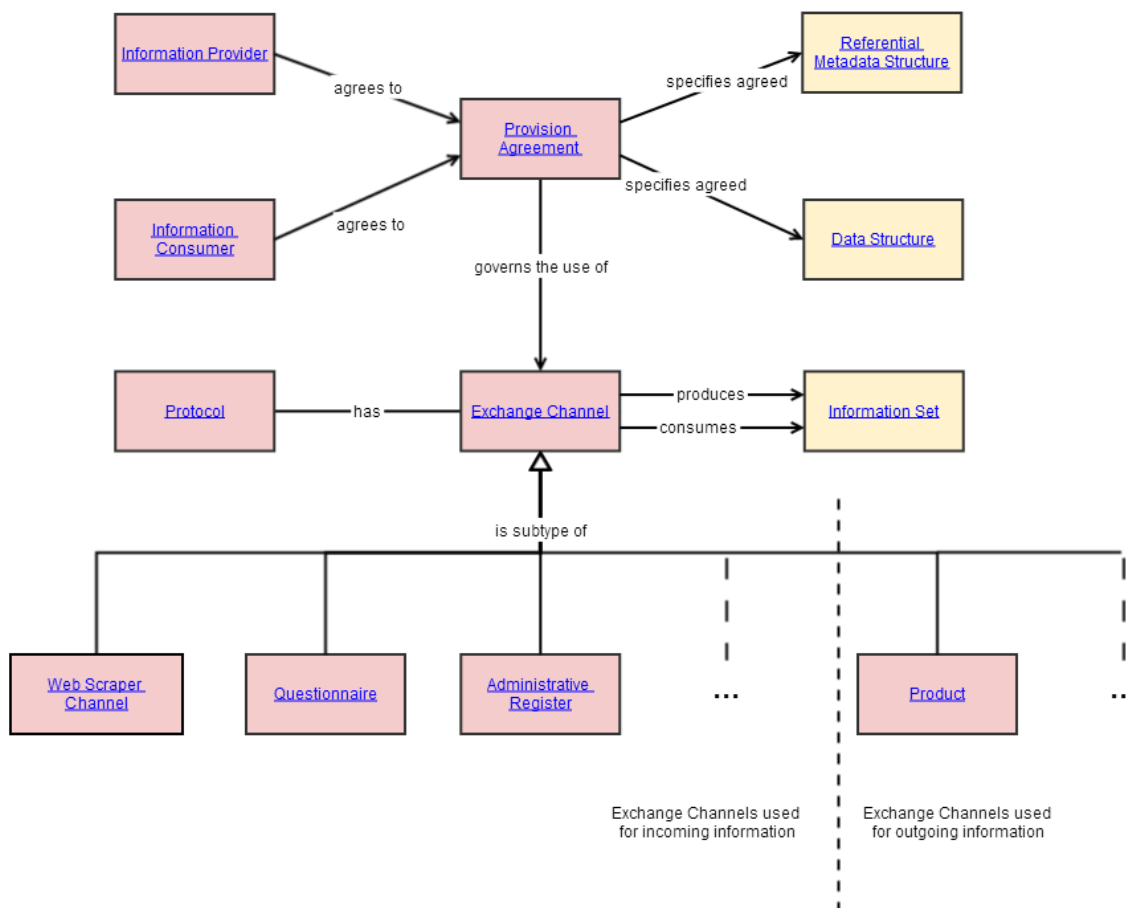 Information Provider
Referential
Metadata Structure
agrees to
specifies agreed
Provision
Agreement
specifies agreed
Information
Consumer
agrees to
Data Structure
governs the use of
Protocol
has
Exchange Channel
produces
consumes
Information Set
is subtype of
Web Scraper
Channel
Questionnaire
Administrative
Register
...
Product
..
Exchange Channels used
for incoming information
Exchange Channels used
for outgoing information